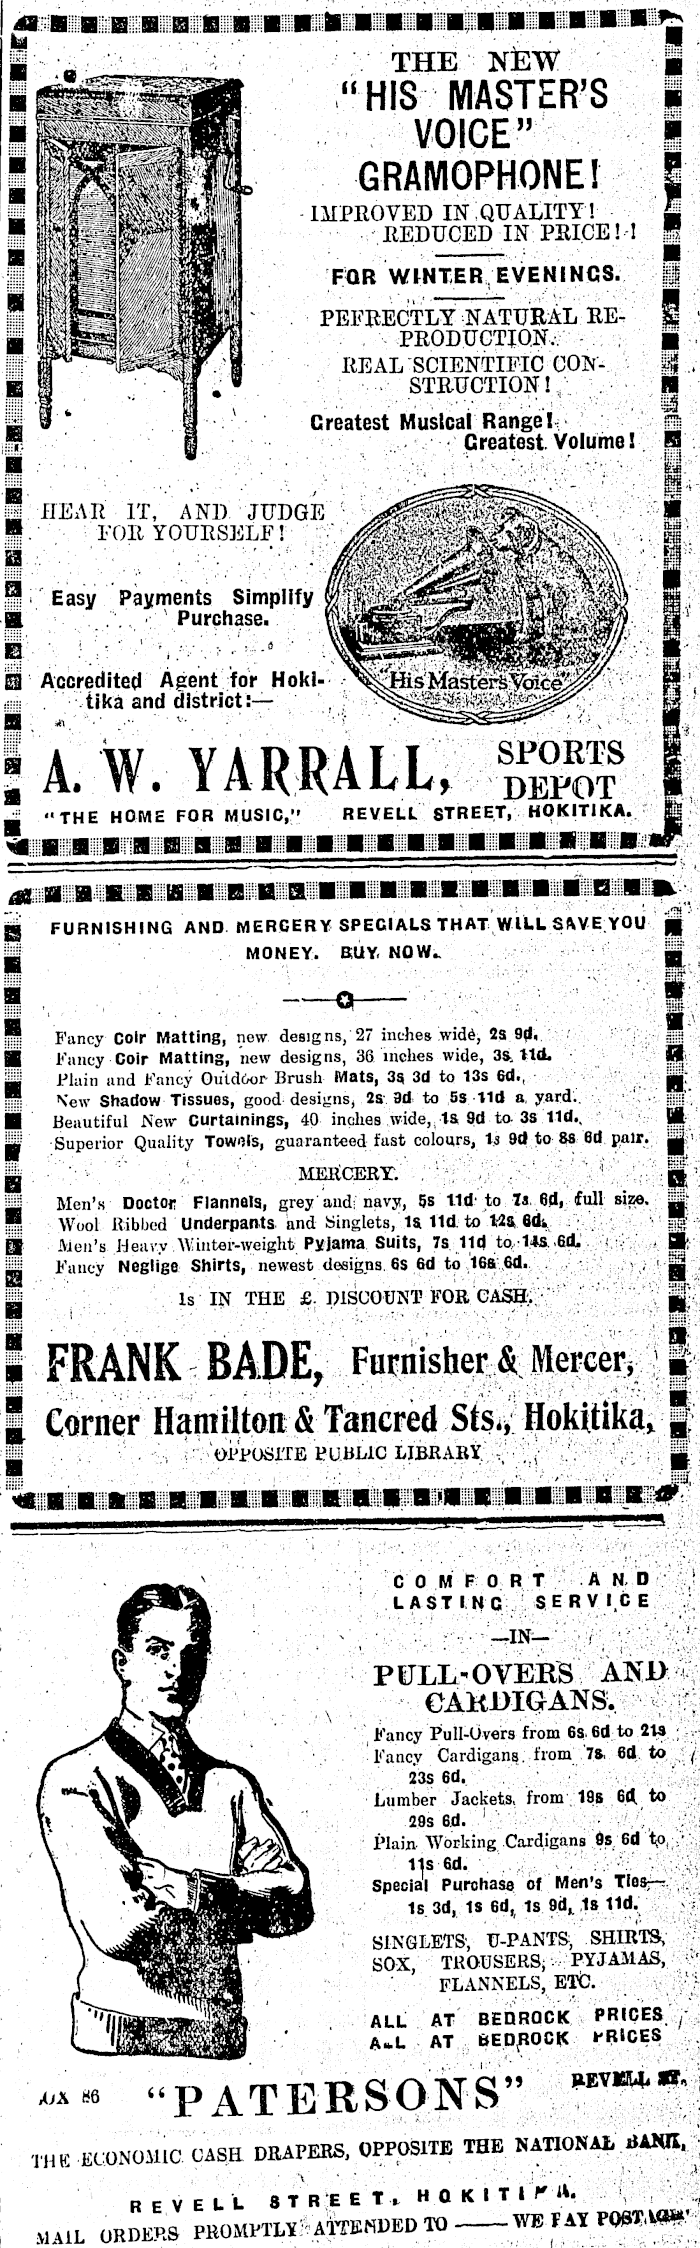 THE NEW
"HIS MASTER'S
VOICE"
GRAMOPHONE!
IMPROVED IN QUALITY!
REDUCED IN PRICE!!
FOR WINTER EVENINGS.
PEFRECTLY NATURAL RE-
PRODUCTION.
REAL SCIENTIFIC CON-
STRUCTION!
Greatest Musical Range!
Greatest Volume!
HEAR IT, AND JUDGE
FOR YOURSELF!
Easy Payments Simplify
Purchase.
Accredited Agent for Hoki-
tika and district:—
"His Masters Voice"
A. W. YARRALL,
SPORTS
DEPOT
"THE HOME FOR MUSIC," REVELL STREET, HOKITIKA.
FURNISHING AND MERCERY SPECIALS THAT WILL SAVE YOU
MONEY. BUY NOW.
Fancy Coir Matting, new designs, 27 inches wide, 2s 9d.
Fancy Coir Matting, new designs, 36 inches wide, 3s 11d.
Plain and Fancy Outdoor Brush Mats, 3s 3d to 13s 6d.
New Shadow Tissues, good designs, 2s 9d to 5s 11d a yard.
Beautiful New Curtainings, 40 inches wide, 1s 9d to 3s 11d.
Superior Quality Towels, guaranteed fast colours, 1s 9d to 8s 6d pair.
MERCERY.
Men's Doctor Flannels, grey and navy, 5s 11d to 7s 6d, full size.
Wool Ribbed Underpants and Singlets, 1s 11d to 12s 6d.
Men's Heavy Winter-weight Pyjama Suits, 7s 11d to 14s 6d.
Fancy Neglige Shirts, newest designs 6s 6d to 16s 6d.
1s IN THE £ DISCOUNT FOR CASH.
FRANK BADE, Furnisher & Mercer,
Corner Hamilton & Tancred Sts., Hokitika,
OPPOSITE PUBLIC LIBRARY
COMFORT AND
LASTING SERVICE
—IN—
PULL-OVERS AND
CARDIGANS.
Fancy Pull-Overs from 6s 6d to 21s
Fancy Cardigans from 7s 6d to
23s 6d.
Lumber Jackets, from 19s 6d to
29s 6d.
Plain Working Cardigans 9s 6d to
11s 6d.
Special Purchase of Men's Ties—
1s 3d, 1s 6d, 1s 9d, 1s 11d.
SINGLETS, U-PANTS, SHIRTS,
SOX, TROUSERS, PYJAMAS,
FLANNELS, ETC.
ALL AT BEDROCK PRICES
ALL AT BEDROCK PRICES
BOX 86 "PATERSONS" REVELL ST.
THE ECONOMIC CASH DRAPERS, OPPOSITE THE NATIONAL BANK,
REVELL STREET, HOKITIKA.
MAIL ORDERS PROMPTLY ATTENDED TO —— WE PAY POSTAGE